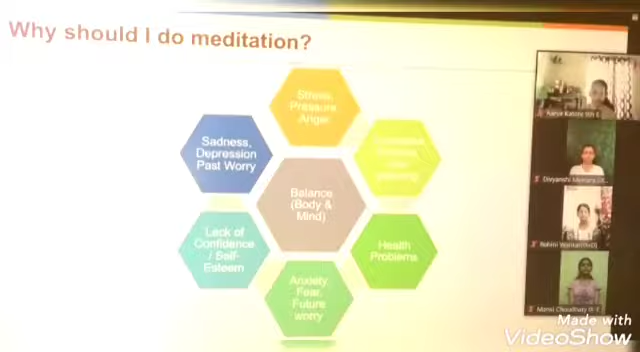 Why should I do meditation?
Stress,
Pressure
Anger
Sadness,
Depression
Past Worry
Balance
(Body &
Mind)
Lack of
Confidence
/ Self-
Esteem
Health
Problems
Anxiety,
Fear,
Future
worry
Made with
VideoShow